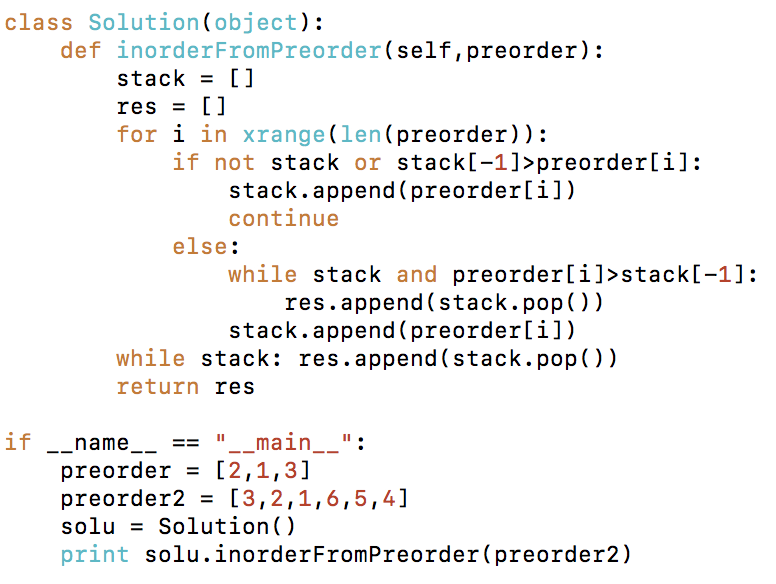 class Solution(object):
    def inorderFromPreorder(self,preorder):
        stack = []
        res = []
        for i in xrange(len(preorder)):
            if not stack or stack[-1]>preorder[i]:
                stack.append(preorder[i])
                continue
            else:
                while stack and preorder[i]>stack[-1]:
                    res.append(stack.pop())
                stack.append(preorder[i])
        while stack: res.append(stack.pop())
        return res

if __name__ == "__main__":
    preorder = [2,1,3]
    preorder2 = [3,2,1,6,5,4]
    solu = Solution()
    print solu.inorderFromPreorder(preorder2)